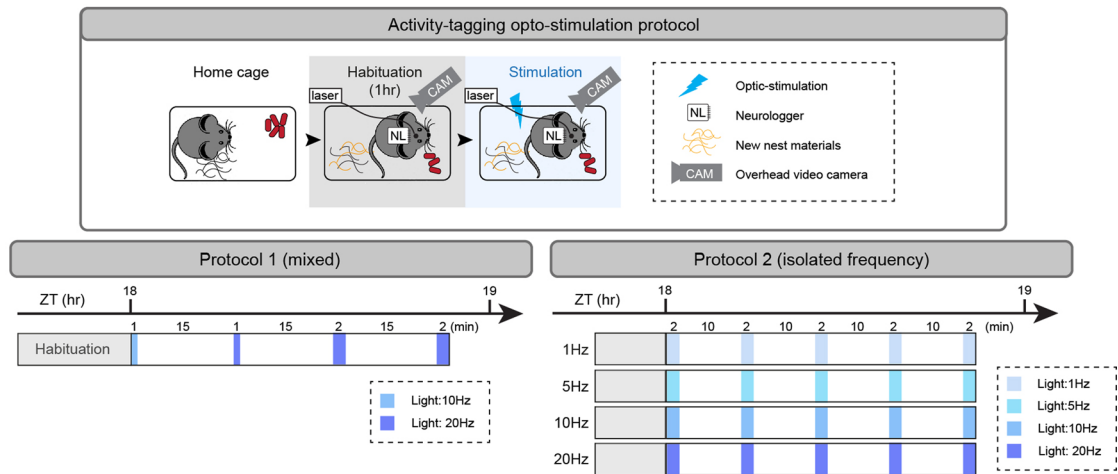 Activity-tagging opto-stimulation protocol
Home cage
Habituation
(1hr)
Stimulation
laser
CAM
NL
laser
CAM
NL
Optic-stimulation
NL
Neurologger
New nest materials
CAM
Overhead video camera
Protocol 1 (mixed)
ZT (hr)
18
19
1 15 1 15 2 15 2 (min)
Habituation
Light:10Hz
Light: 20Hz
Protocol 2 (isolated frequency)
ZT (hr)
18
19
2 10 2 10 2 10 2 10 2 (min)
1Hz
5Hz
10Hz
20Hz
Light:1Hz
Light:5Hz
Light:10Hz
Light: 20Hz